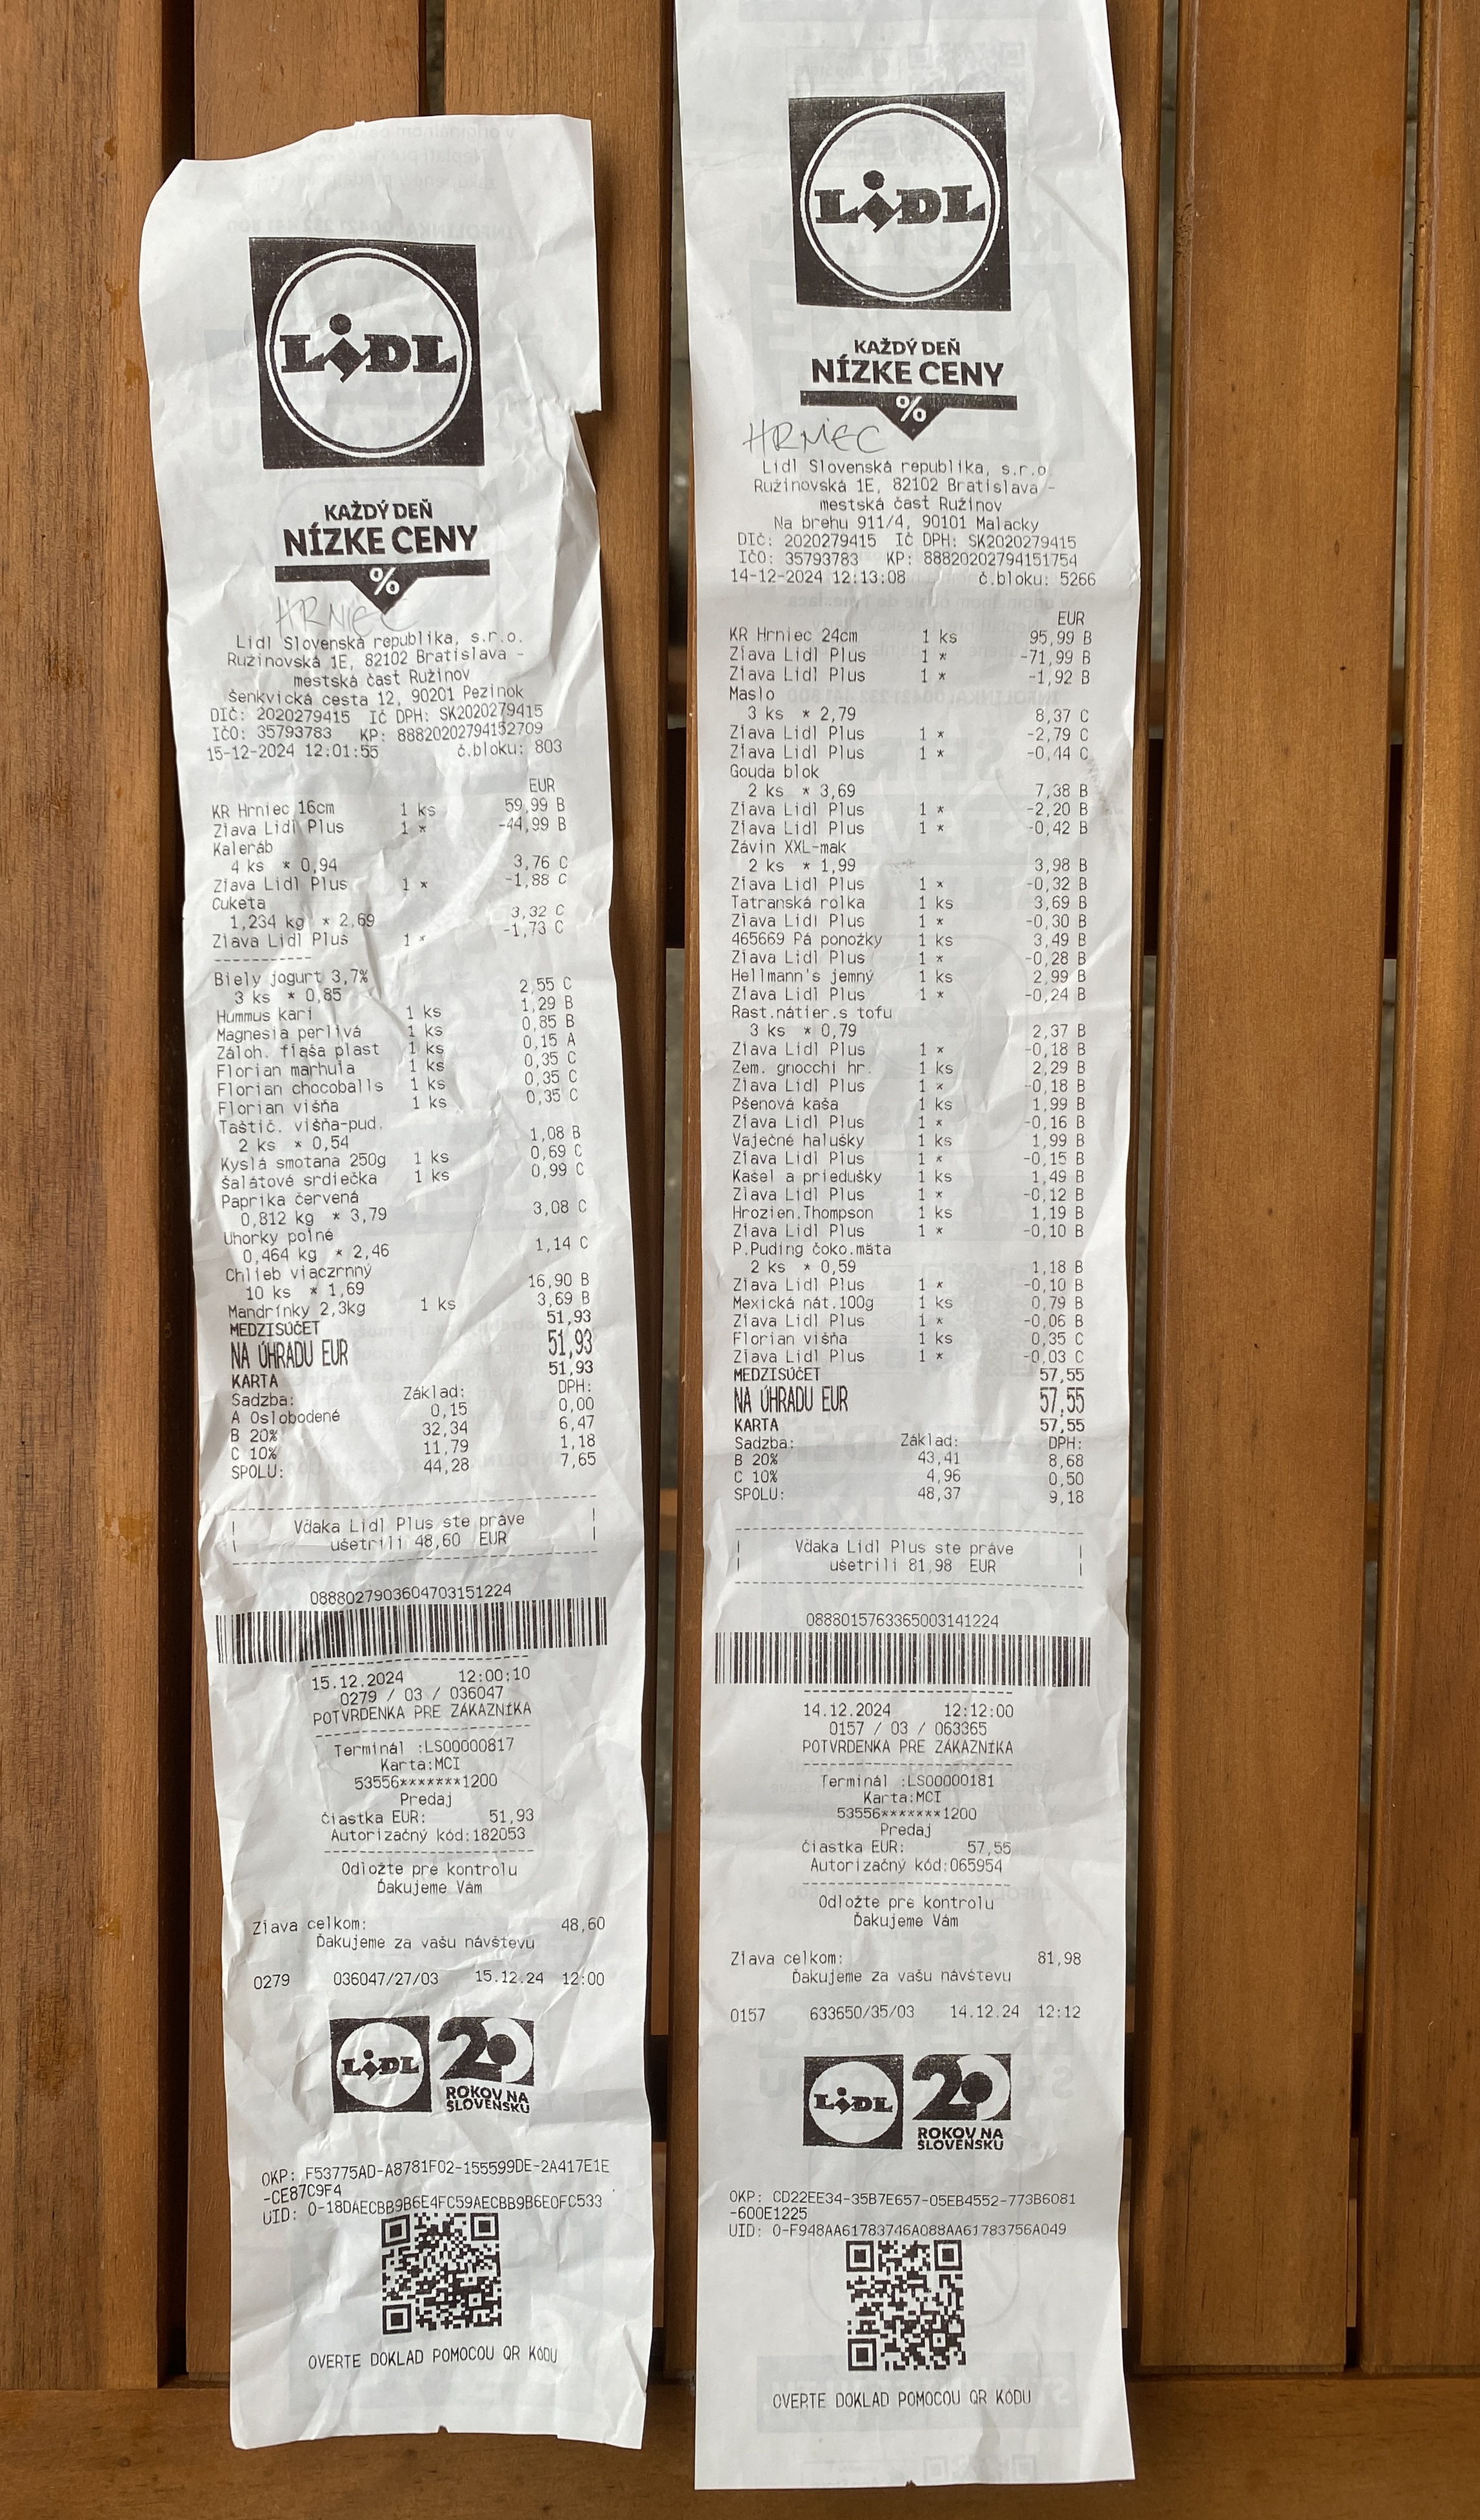 LIDL
KAŽDÝ DEŇ
NÍZKE CENY
%
HRNIEC
Lidl Slovenská republika, s.r.o.
Ružinovská 1E, 82102 Bratislava -
mestská časť Ružinov
Šenkvická cesta 12, 90201 Pezinok
DIČ: 2020279415 IČ DPH: SK2020279415
IČO: 35793783 KP: 88820202794152709
15-12-2024 12:01:55 č.bloku: 803
EUR
KR Hrniec 16cm 1 ks 59,99 B
Zľava Lidl Plus 1 * -44,99 B
Kaleráb
4 ks * 0,94 3,76 C
Zľava Lidl Plus 1 * -1,88 C
Cuketa
1,234 kg * 2,69 3,32 C
Zľava Lidl Plus 1 * -1,73 C
-----------
Biely jogurt 3,7%
3 ks * 0,85 2,55 C
Hummus kari 1 ks 1,29 B
Magnesia perlivá 1 ks 0,85 B
Záloh. fľaša plast 1 ks 0,15 A
Florian marhuľa 1 ks 0,35 C
Florian chocoballs 1 ks 0,35 C
Florian višňa 1 ks 0,35 C
Taštič. višňa-pud.
2 ks * 0,54 1,08 B
Kyslá smotana 250g 1 ks 0,69 C
Šalátové srdiečka 1 ks 0,99 C
Paprika červená
0,812 kg * 3,79 3,08 C
Uhorky poľné
0,464 kg * 2,46 1,14 C
Chlieb viaczrnný
10 ks * 1,69 16,90 B
Mandrínky 2,3kg 1 ks 3,69 B
MEDZISÚČET 51,93
NA ÚHRADU EUR 51,93
KARTA 51,93
Sadzba: Základ: DPH:
A Oslobodené 0,15 0,00
B 20% 32,34 6,47
C 10% 11,79 1,18
SPOLU: 44,28 7,65
Vďaka Lidl Plus ste práve
ušetrili 48,60 EUR
0888027903604703151224
15.12.2024 12:00:10
0279 / 03 / 036047
POTVRDENKA PRE ZÁKAZNÍKA
Terminál :LS00000817
Karta:MCI
53556*******1200
Predaj
Čiastka EUR: 51,93
Autorizačný kód:182053
Odložte pre kontrolu
Ďakujeme Vám
Zľava celkom: 48,60
Ďakujeme za vašu návštevu
0279 036047/27/03 15.12.24 12:00
LIDL 20
ROKOV NA
SLOVENSKU
OKP: F53775AD-A8781F02-155599DE-2A417E1E
-CE87C9F4
UID: O-18DAECBB9B6E4FC59AECBB9B6E0FC533
OVERTE DOKLAD POMOCOU QR KÓDU
LIDL
KAŽDÝ DEŇ
NÍZKE CENY
%
HRNIEC
Lidl Slovenská republika, s.r.o.
Ružinovská 1E, 82102 Bratislava -
mestská časť Ružinov
Na brehu 911/4, 90101 Malacky
DIČ: 2020279415 IČ DPH: SK2020279415
IČO: 35793783 KP: 88820202794151754
14-12-2024 12:13:08 č.bloku: 5266
EUR
KR Hrniec 24cm 1 ks 95,99 B
Zľava Lidl Plus 1 * -71,99 B
Zľava Lidl Plus 1 * -1,92 B
Maslo
3 ks * 2,79 8,37 C
Zľava Lidl Plus 1 * -2,79 C
Zľava Lidl Plus 1 * -0,44 C
Gouda blok
2 ks * 3,69 7,38 B
Zľava Lidl Plus 1 * -2,20 B
Zľava Lidl Plus 1 * -0,42 B
Závin XXL-mak
2 ks * 1,99 3,98 B
Zľava Lidl Plus 1 * -0,32 B
Tatranská roľka 1 ks 3,69 B
Zľava Lidl Plus 1 * -0,30 B
465669 Pá ponožky 1 ks 3,49 B
Zľava Lidl Plus 1 * -0,28 B
Hellmann's jemný 1 ks 2,99 B
Zľava Lidl Plus 1 * -0,24 B
Rast.nátier.s tofu
3 ks * 0,79 2,37 B
Zľava Lidl Plus 1 * -0,18 B
Zem. gnocchi hr. 1 ks 2,29 B
Zľava Lidl Plus 1 * -0,18 B
Pšenová kaša 1 ks 1,99 B
Zľava Lidl Plus 1 * -0,16 B
Vaječné halušky 1 ks 1,99 B
Zľava Lidl Plus 1 * -0,15 B
Kašeľ a priedušky 1 ks 1,49 B
Zľava Lidl Plus 1 * -0,12 B
Hrozien.Thompson 1 ks 1,19 B
Zľava Lidl Plus 1 * -0,10 B
P.Puding čoko.mäta
2 ks * 0,59 1,18 B
Zľava Lidl Plus 1 * -0,10 B
Mexická nát.100g 1 ks 0,79 B
Zľava Lidl Plus 1 * -0,06 B
Florian višňa 1 ks 0,35 C
Zľava Lidl Plus 1 * -0,03 C
MEDZISÚČET 57,55
NA ÚHRADU EUR 57,55
KARTA 57,55
Sadzba: Základ: DPH:
B 20% 43,41 8,68
C 10% 4,96 0,50
SPOLU: 48,37 9,18
Vďaka Lidl Plus ste práve
ušetrili 81,98 EUR
0888015763365003141224
14.12.2024 12:12:00
0157 / 03 / 063365
POTVRDENKA PRE ZÁKAZNÍKA
Terminál :LS00000181
Karta:MCI
53556*******1200
Predaj
Čiastka EUR: 57,55
Autorizačný kód:065954
Odložte pre kontrolu
Ďakujeme Vám
Zľava celkom: 81,98
Ďakujeme za vašu návštevu
0157 633650/35/03 14.12.24 12:12
LIDL 20
ROKOV NA
SLOVENSKU
OKP: CD22EE34-35B7E657-05EB4552-773B6081
-600E1225
UID: O-F948AA61783746A088AA61783756A049
OVERTE DOKLAD POMOCOU QR KÓDU